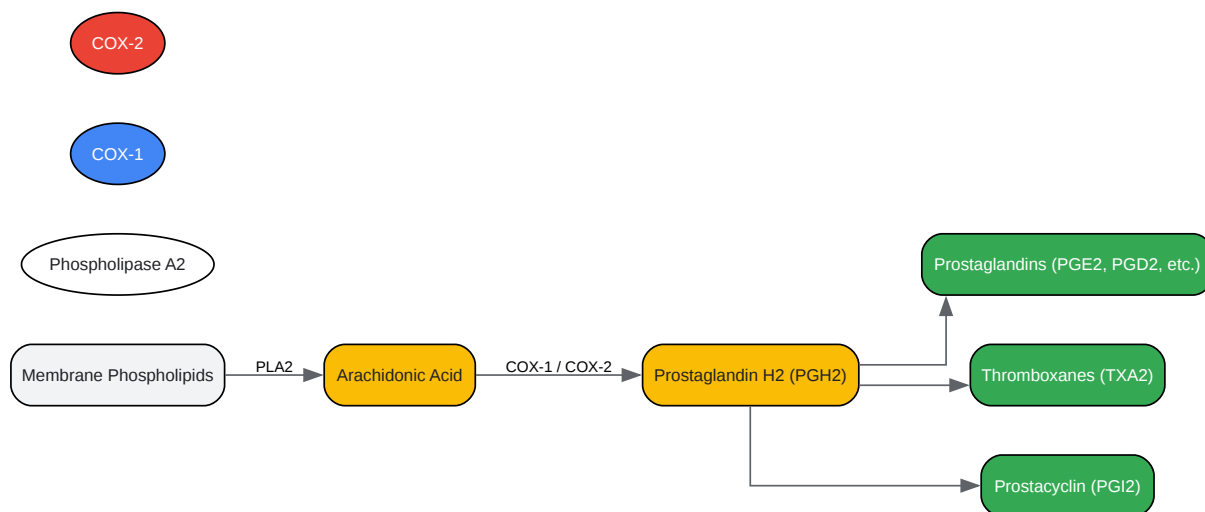 COX-2
COX-1
Phospholipase A2
Prostaglandins (PGE2, PGD2, etc.)
Membrane Phospholipids
PLA2
Arachidonic Acid
COX-1 / COX-2
Prostaglandin H2 (PGH2)
Thromboxanes (TXA2)
Prostacyclin (PGI2)